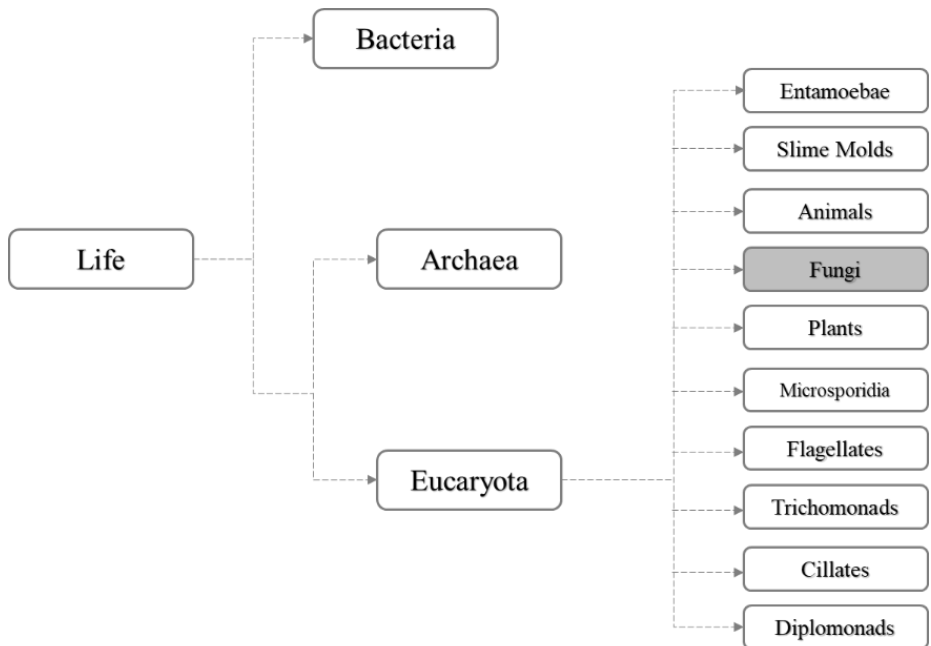 Bacteria
Entamoebae
Slime Molds
Animals
Life
Archaea
Fungi
Plants
Microsporidia
Flagellates
Eucaryota
Trichomonads
Cillates
Diplomonads